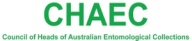 CHAEC
Council of Heads of Australian Entomological Collections